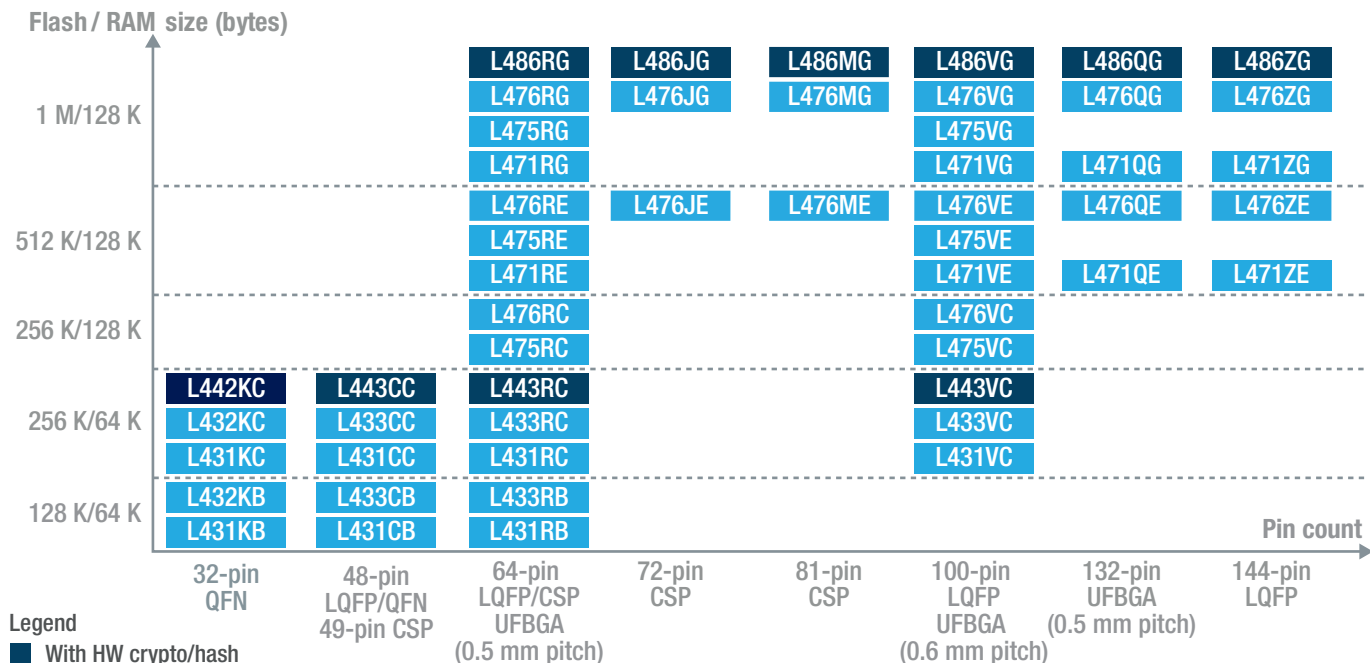 Flash / RAM size (bytes)
L486RG L486JG L486MG L486VG L486QG L486ZG
1 M/128 K
L476RG L476JG L476MG L476VG L476QG L476ZG
L475RG L475VG
L471RG L471VG L471QG L471ZG
512 K/128 K
L476RE L476JE L476ME L476VE L476QE L476ZE
L475RE L475VE
L471RE L471VE L471QE L471ZE
256 K/128 K
L476RC L476VC
L475RC L475VC
256 K/64 K
L442KC L443CC L443RC L443VC
L432KC L433CC L433RC L433VC
L431KC L431CC L431RC L431VC
128 K/64 K
L432KB L433CB L433RB
L431KB L431CB L431RB
Pin count
32-pin
QFN
48-pin
LQFP/QFN
49-pin CSP
64-pin
LQFP/CSP
UFBGA
(0.5 mm pitch)
72-pin
CSP
81-pin
CSP
100-pin
LQFP
UFBGA
(0.6 mm pitch)
132-pin
UFBGA
(0.5 mm pitch)
144-pin
LQFP
Legend
With HW crypto/hash